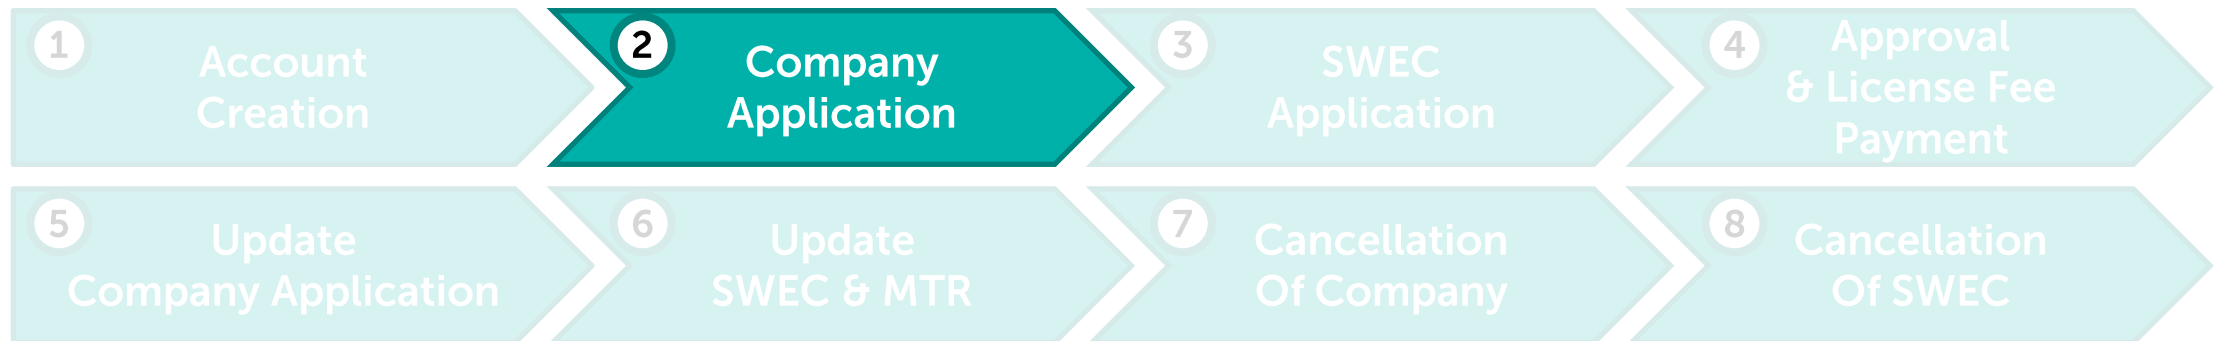 1
Account
Creation
2
Company
Application
3
SWEC
Application
4
Approval
& License Fee
Payment
5
Update
Company Application
6
Update
SWEC & MTR
7
Cancellation
Of Company
8
Cancellation
Of SWEC